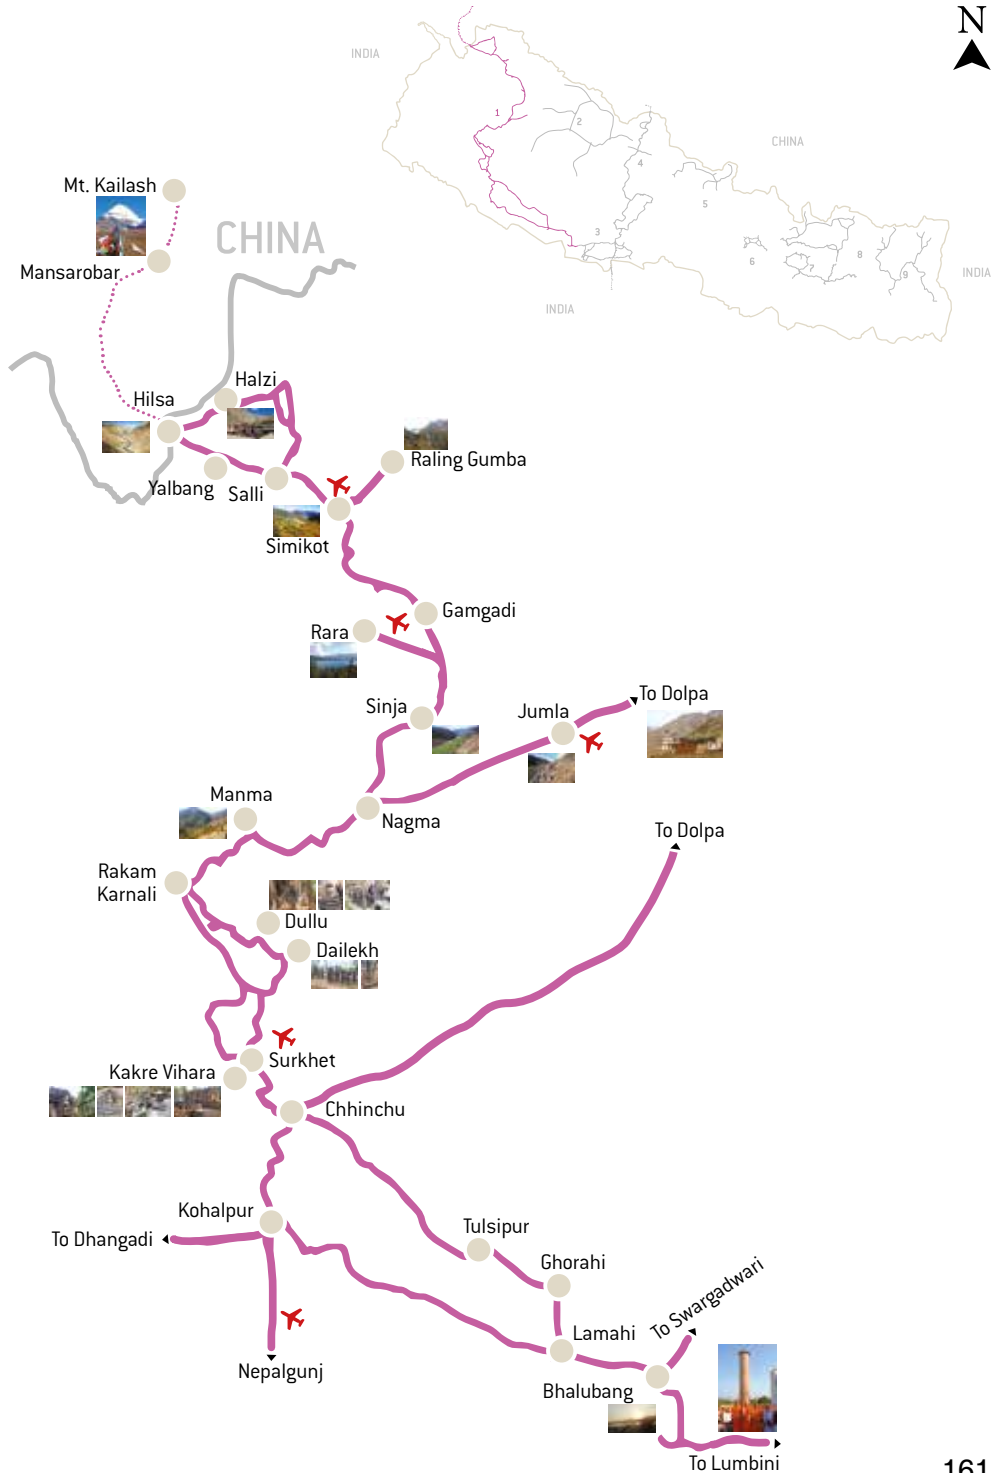 N
INDIA
1
2
CHINA
4
5
3
6
7
8
9
INDIA
INDIA
Mt. Kailash
CHINA
Mansarobar
Halzi
Hilsa
Raling Gumba
Yalbang
Salli
Simikot
Gamgadi
Rara
To Dolpa
Sinja
Jumla
Manma
Nagma
To Dolpa
Rakam
Karnali
Dullu
Dailekh
Surkhet
Kakre Vihara
Chhinchu
Kohalpur
Tulsipur
To Dhangadi
Ghorahi
To Swargadwari
Lamahi
Nepalgunj
Bhalubang
To Lumbini
161